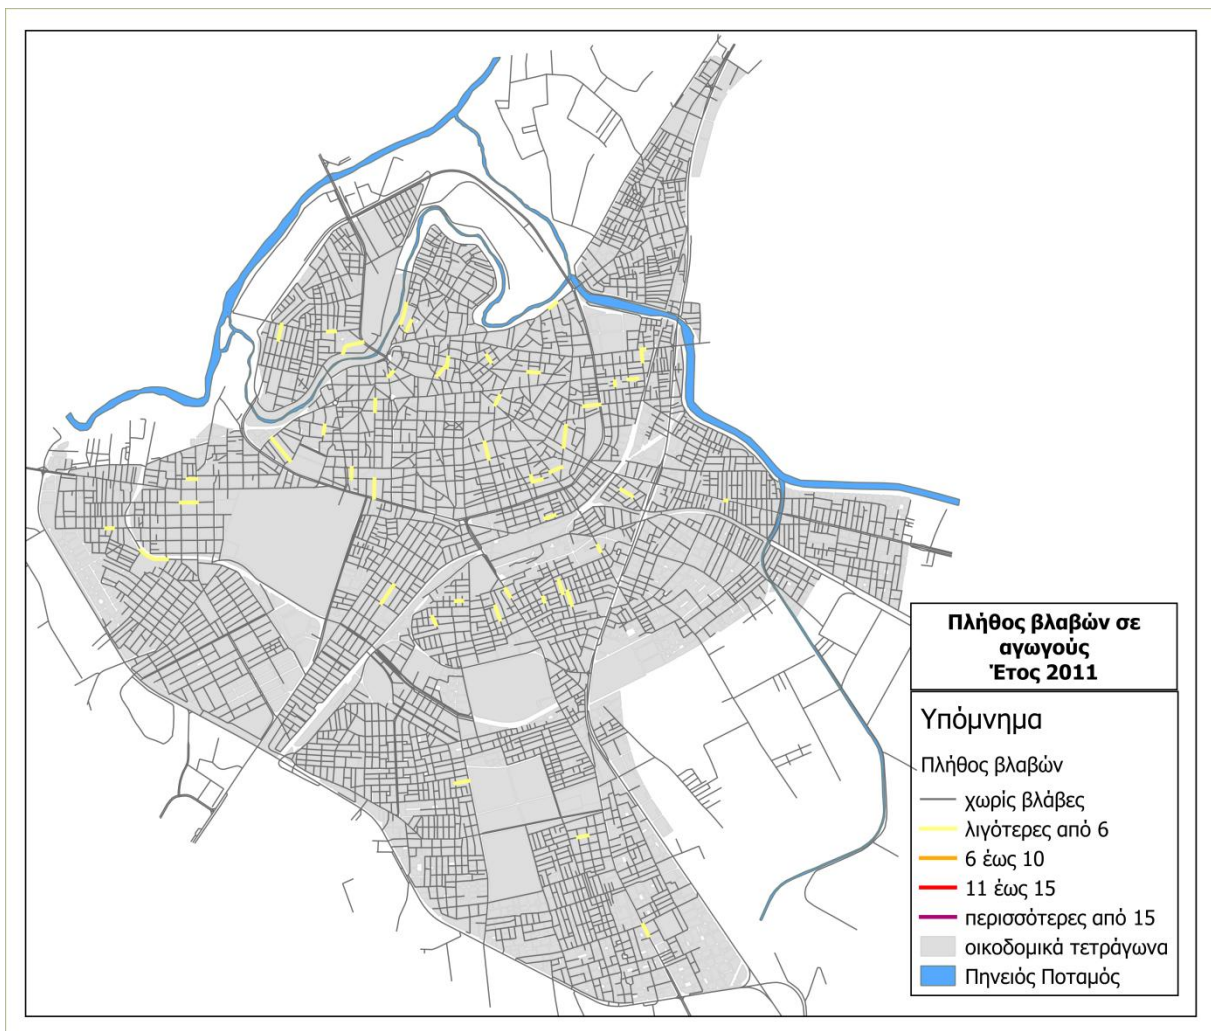 Πλήθος βλαβών σε
αγωγούς
Έτος 2011
Υπόμνημα
Πλήθος βλαβών
χωρίς βλάβες
λιγότερες από 6
6 έως 10
11 έως 15
περισσότερες από 15
οικοδομικά τετράγωνα
Πηνειός Ποταμός